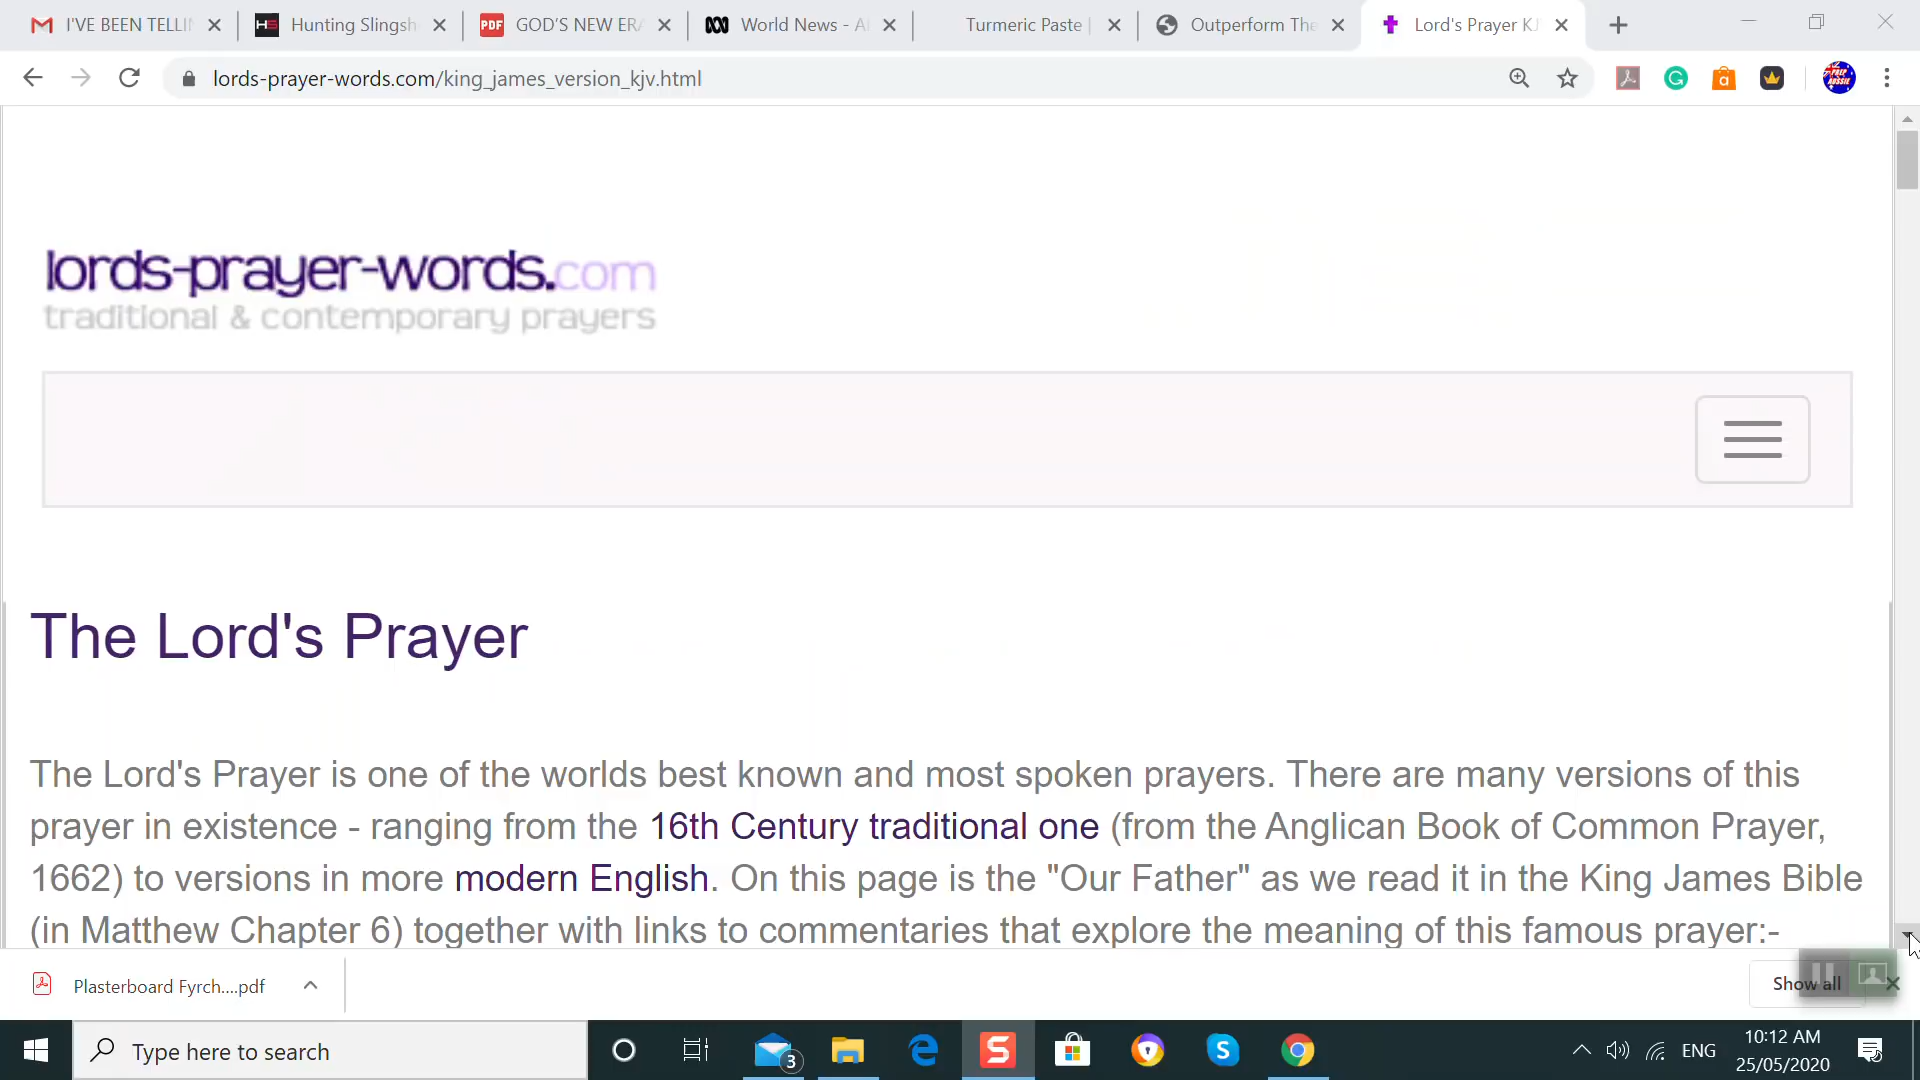 I'VE BEEN TELLIN
Hunting Slingsh
GOD'S NEW ERA
World News - A
Turmeric Paste |
Outperform The
Lord's Prayer KJ
lords-prayer-words.com/king_james_version_kjv.html
lords-prayer-words.com
traditional & contemporary prayers
The Lord's Prayer
The Lord's Prayer is one of the worlds best known and most spoken prayers. There are many versions of this
prayer in existence - ranging from the 16th Century traditional one (from the Anglican Book of Common Prayer,
1662) to versions in more modern English. On this page is the "Our Father" as we read it in the King James Bible
(in Matthew Chapter 6) together with links to commentaries that explore the meaning of this famous prayer:-
Plasterboard Fyrch....pdf
Show all
Type here to search
3
ENG
10:12 AM
25/05/2020